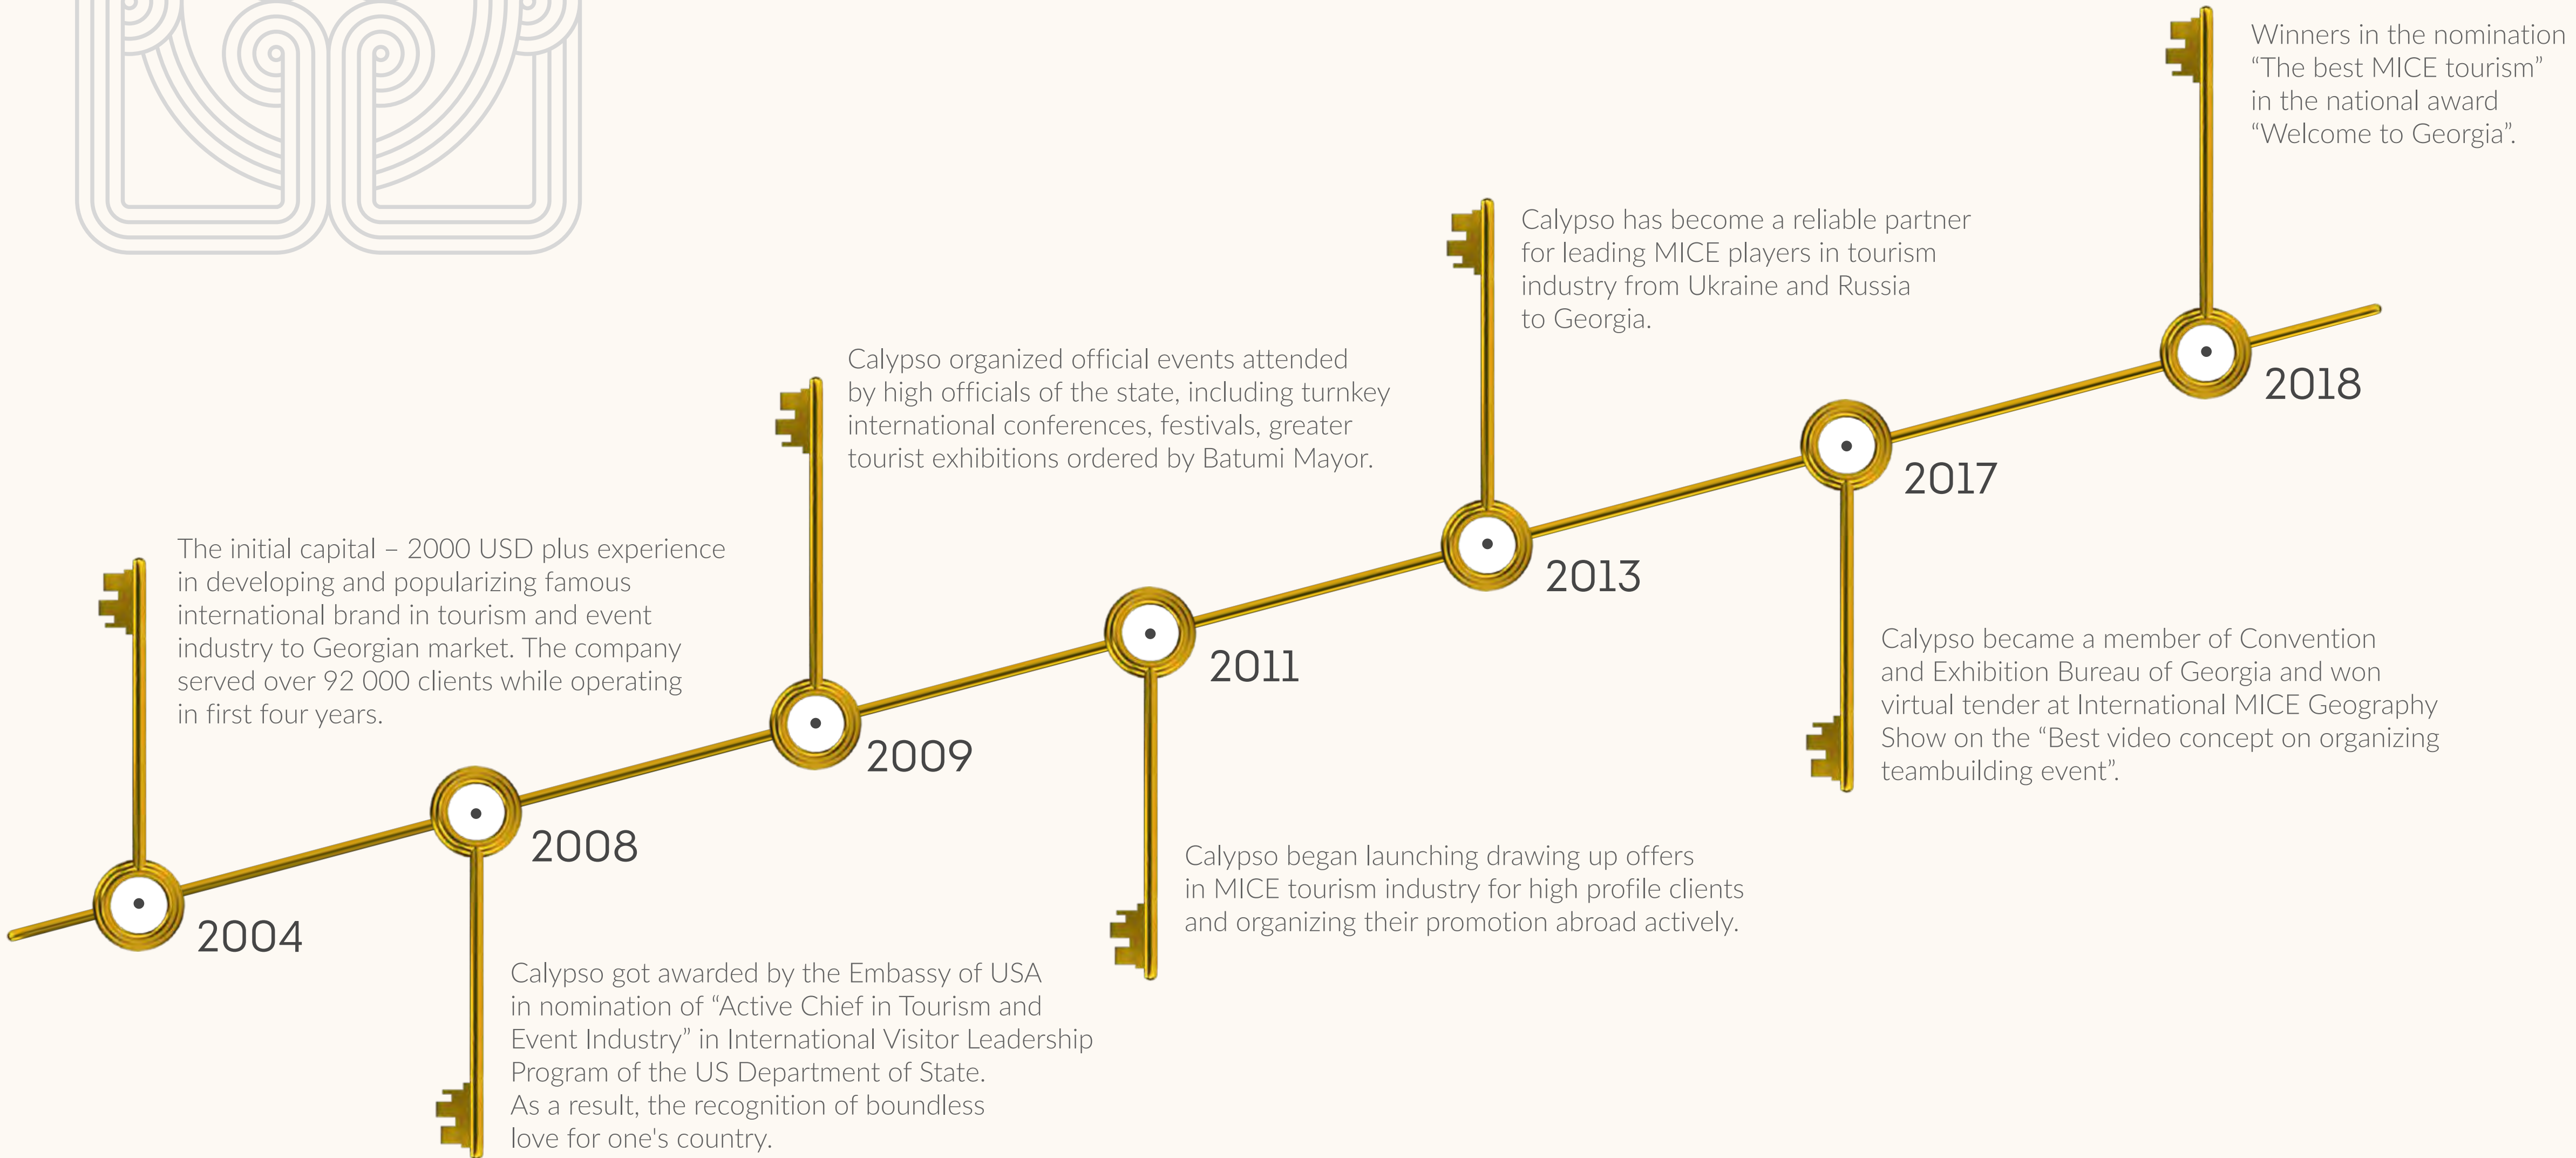 The initial capital – 2000 USD plus experience
in developing and popularizing famous
international brand in tourism and event
industry to Georgian market. The company
served over 92 000 clients while operating
in first four years.
2004
2008
Calypso got awarded by the Embassy of USA
in nomination of “Active Chief in Tourism and
Event Industry” in International Visitor Leadership
Program of the US Department of State.
As a result, the recognition of boundless
love for one's country.
Calypso organized official events attended
by high officials of the state, including turnkey
international conferences, festivals, greater
tourist exhibitions ordered by Batumi Mayor.
2009
2011
Calypso began launching drawing up offers
in MICE tourism industry for high profile clients
and organizing their promotion abroad actively.
Calypso has become a reliable partner
for leading MICE players in tourism
industry from Ukraine and Russia
to Georgia.
2013
2017
Calypso became a member of Convention
and Exhibition Bureau of Georgia and won
virtual tender at International MICE Geography
Show on the “Best video concept on organizing
teambuilding event”.
Winners in the nomination
“The best MICE tourism”
in the national award
“Welcome to Georgia”.
2018